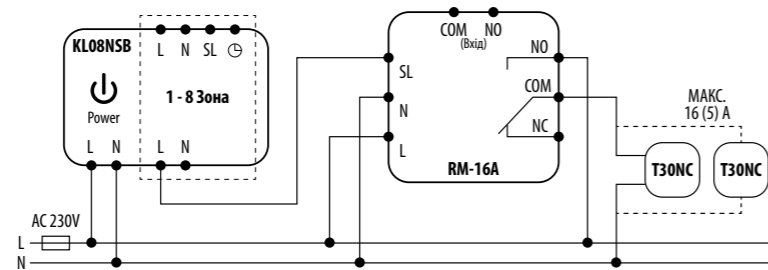 KL08NSB
L N SL
1 - 8 Зона
Power
L N L N
COM NO
(Вхід)
NO
SL
COM
N
NC
L
RM-16A
МАКС.
16 (5) A
T30NC T30NC
AC 230V
L
N